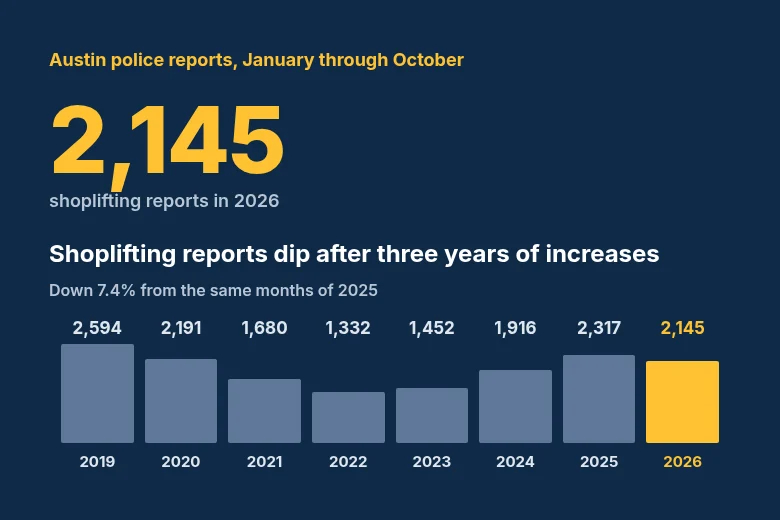 Austin police reports, January through October
2,145
shoplifting reports in 2026
Shoplifting reports dip after three years of increases
Down 7.4% from the same months of 2025
2,594 2,191 1,680 1,332 1,452 1,916 2,317 2,145
2019 2020 2021 2022 2023 2024 2025 2026